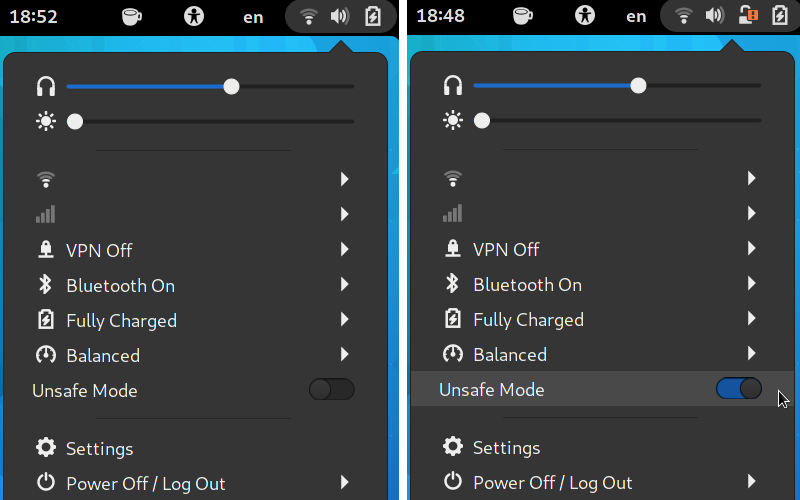 18:52 en
VPN Off
Bluetooth On
Fully Charged
Balanced
Unsafe Mode
Settings
Power Off / Log Out
18:48 en
VPN Off
Bluetooth On
Fully Charged
Balanced
Unsafe Mode
Settings
Power Off / Log Out